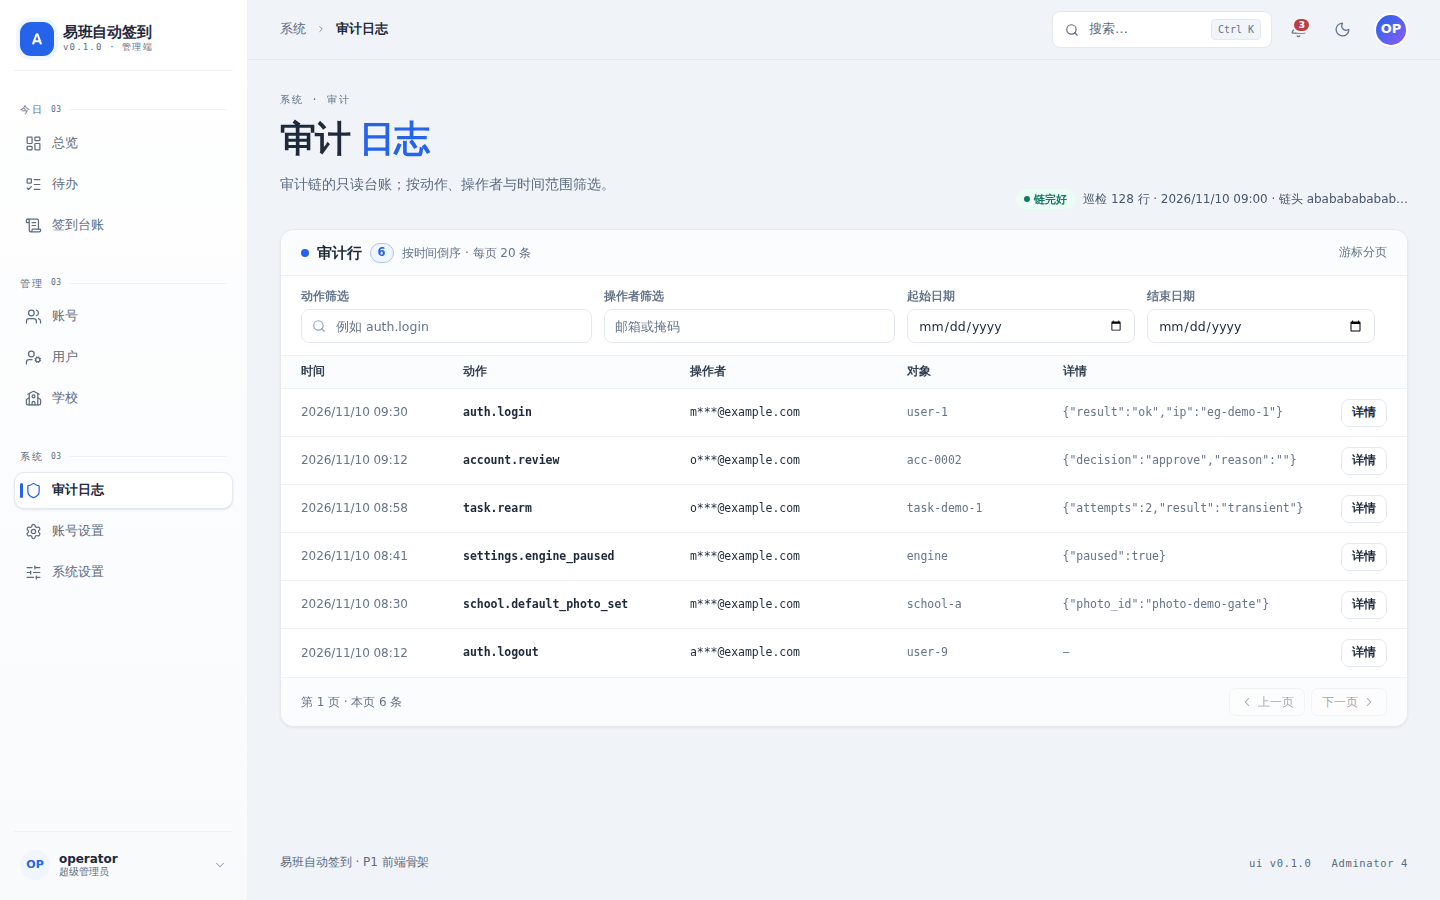 A
易班自动签到
v0.1.0 · 管理端
今日 03
总览
待办
签到台账
管理 03
账号
用户
学校
系统 03
审计日志
账号设置
系统设置
OP
operator
超级管理员
系统 › 审计日志
搜索… Ctrl K
3
OP
系统 · 审计
审计 日志
审计链的只读台账；按动作、操作者与时间范围筛选。
链完好 巡检 128 行 · 2026/11/10 09:00 · 链头 abababababab…
审计行 6 按时间倒序 · 每页 20 条 游标分页
动作筛选 操作者筛选 起始日期 结束日期
例如 auth.login 邮箱或掩码 mm/dd/yyyy mm/dd/yyyy
时间 动作 操作者 对象 详情
2026/11/10 09:30 auth.login m***@example.com user-1 {"result":"ok","ip":"eg-demo-1"} 详情
2026/11/10 09:12 account.review o***@example.com acc-0002 {"decision":"approve","reason":""} 详情
2026/11/10 08:58 task.rearm o***@example.com task-demo-1 {"attempts":2,"result":"transient"} 详情
2026/11/10 08:41 settings.engine_paused m***@example.com engine {"paused":true} 详情
2026/11/10 08:30 school.default_photo_set m***@example.com school-a {"photo_id":"photo-demo-gate"} 详情
2026/11/10 08:12 auth.logout a***@example.com user-9 — 详情
第 1 页 · 本页 6 条 上一页 下一页
易班自动签到 · P1 前端骨架
ui v0.1.0 Adminator 4